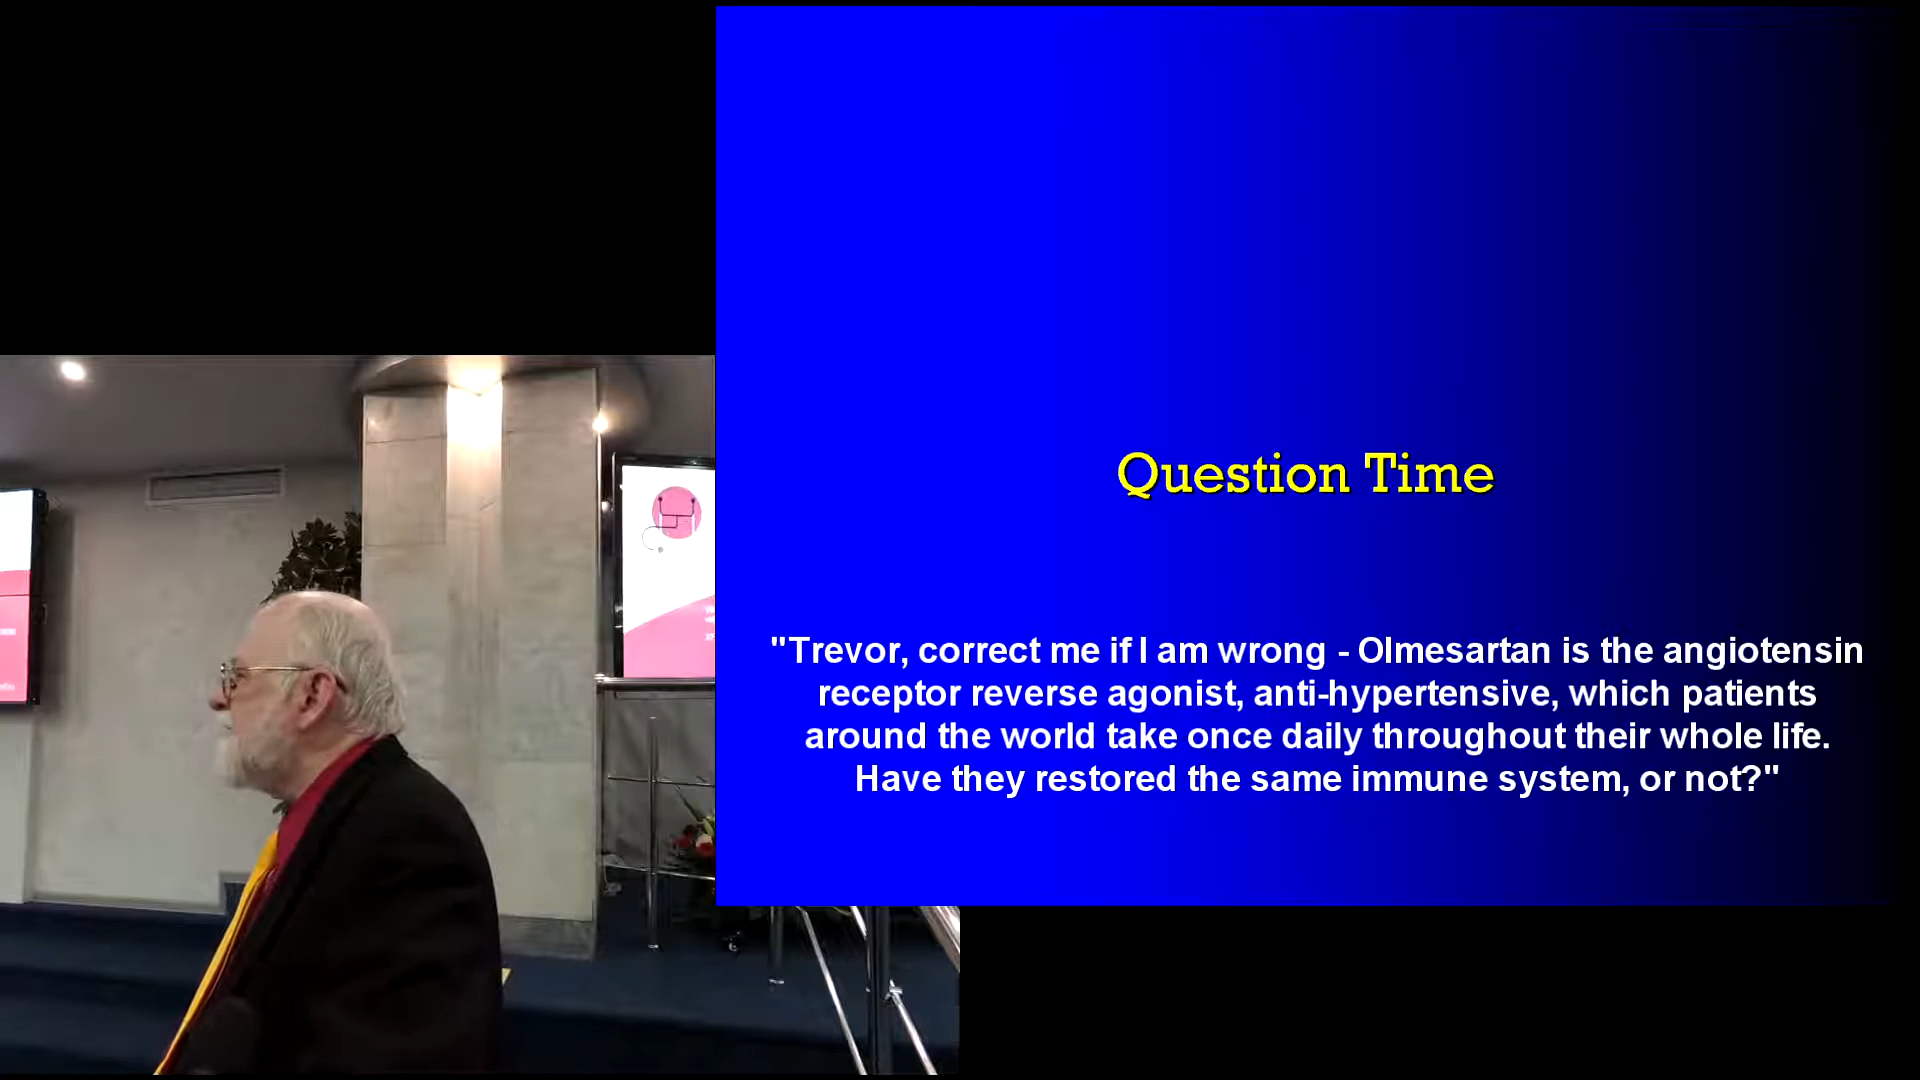 Question Time
"Trevor, correct me if I am wrong - Olmesartan is the angiotensin
receptor reverse agonist, anti-hypertensive, which patients
around the world take once daily throughout their whole life.
Have they restored the same immune system, or not?"